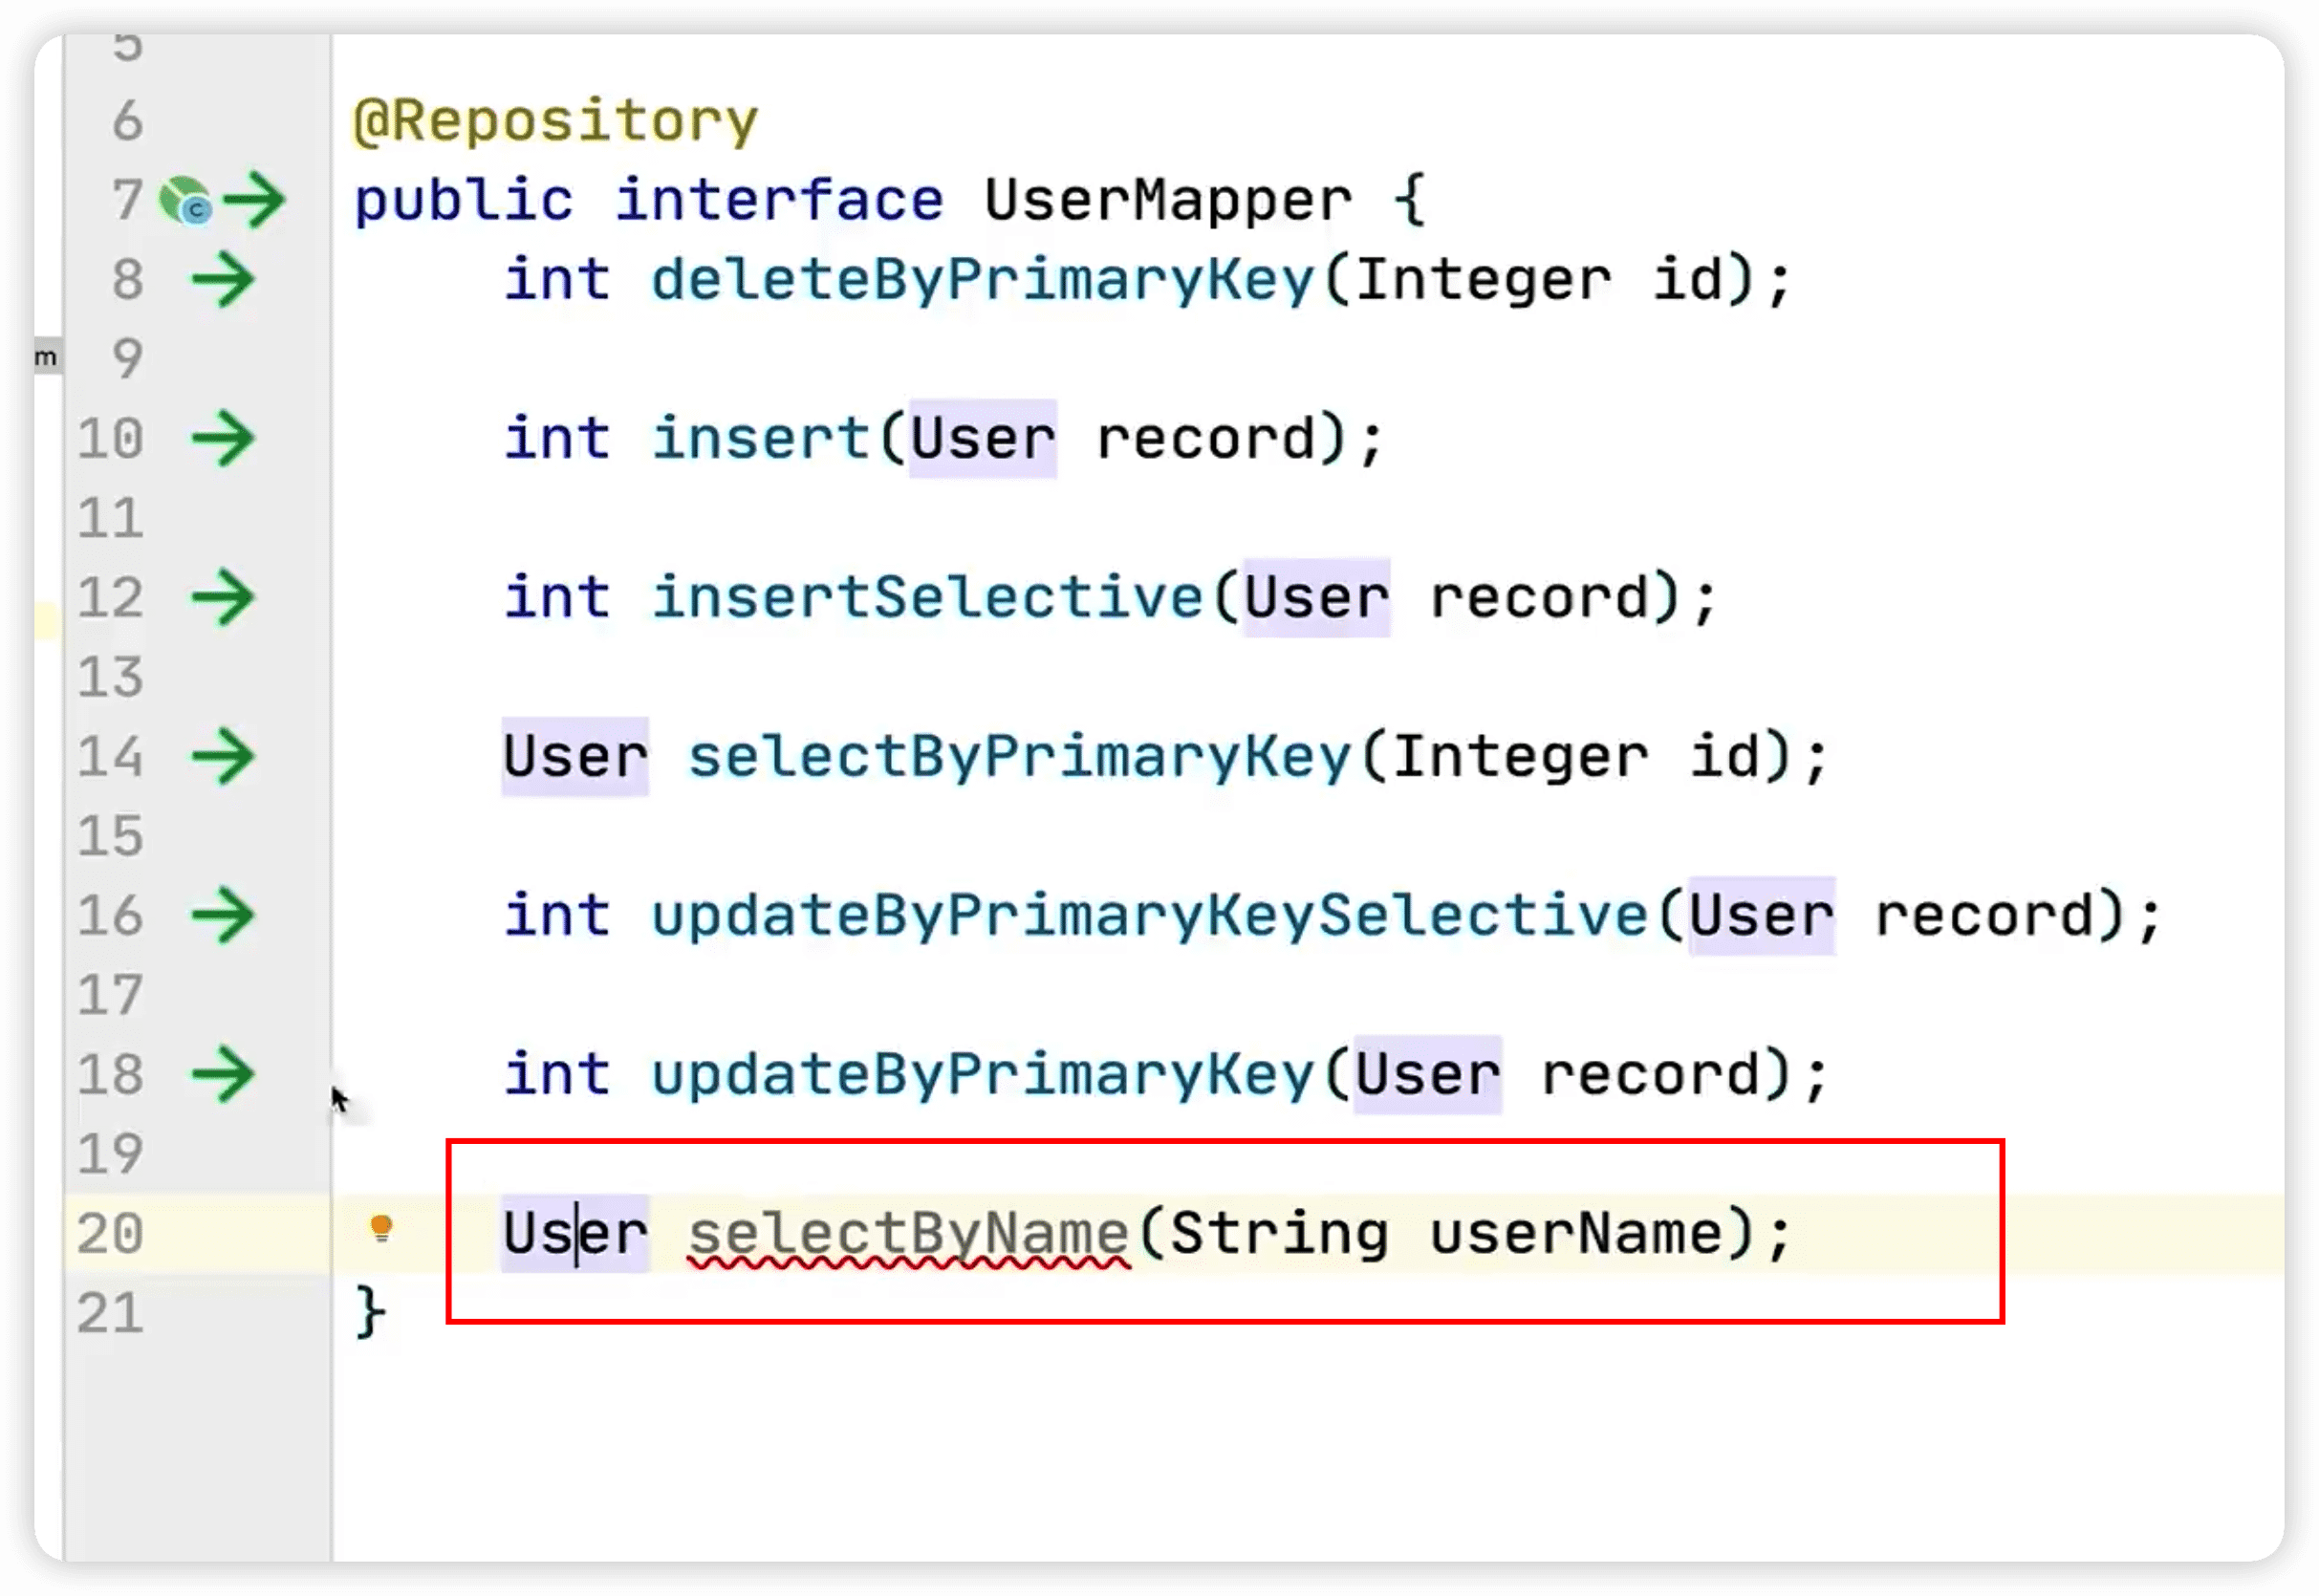 5
6 @Repository
7 public interface UserMapper {
8 int deleteByPrimaryKey(Integer id);
m 9
10 int insert(User record);
11
12 int insertSelective(User record);
13
14 User selectByPrimaryKey(Integer id);
15
16 int updateByPrimaryKeySelective(User record);
17
18 int updateByPrimaryKey(User record);
19
20 User selectByName(String userName);
21 }